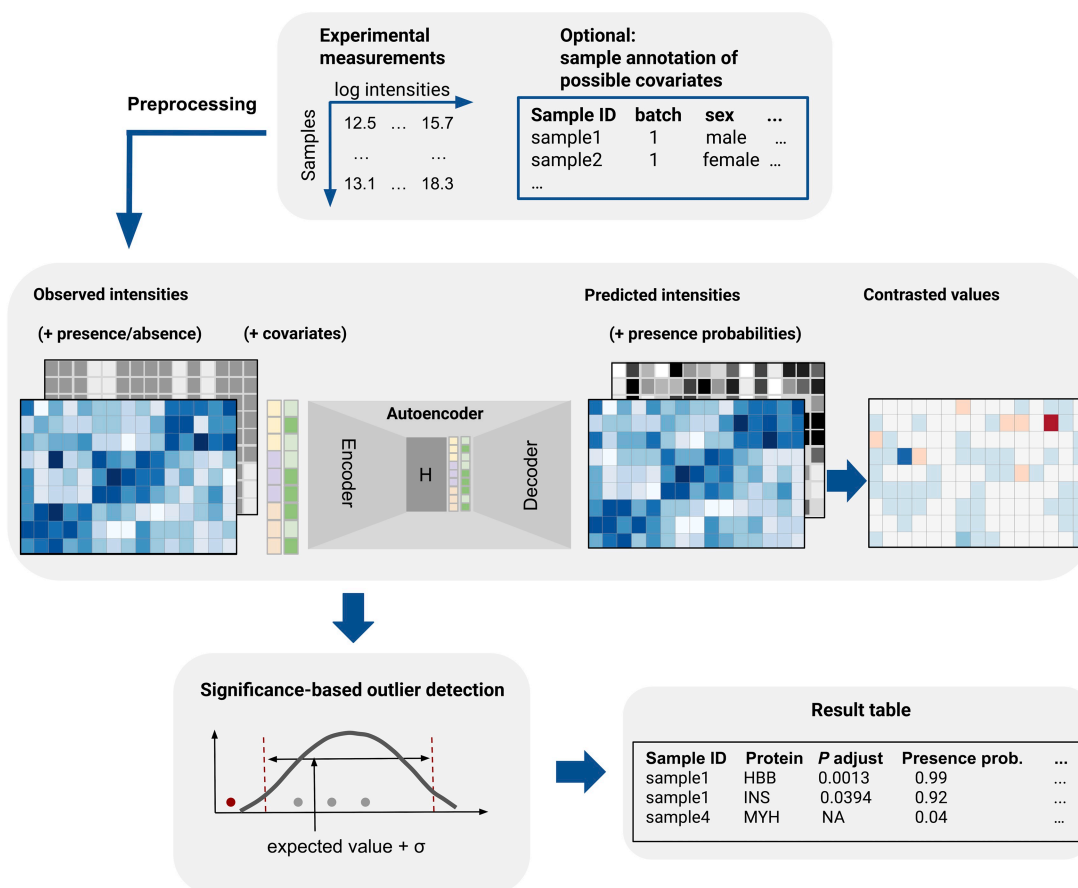 Experimental
measurements
Optional:
sample annotation of
possible covariates
log intensities
Preprocessing
Samples
12.5 … 15.7
… …
13.1 … 18.3
Sample ID batch sex ...
sample1 1 male ...
sample2 1 female ...
...
Observed intensities
Predicted intensities
Contrasted values
(+ presence/absence)
(+ covariates)
(+ presence probabilities)
Autoencoder
Encoder
H
Decoder
Significance-based outlier detection
expected value + σ
Result table
Sample ID Protein P adjust Presence prob. ...
sample1 HBB 0.0013 0.99 ...
sample1 INS 0.0394 0.92 ...
sample4 MYH NA 0.04 ...